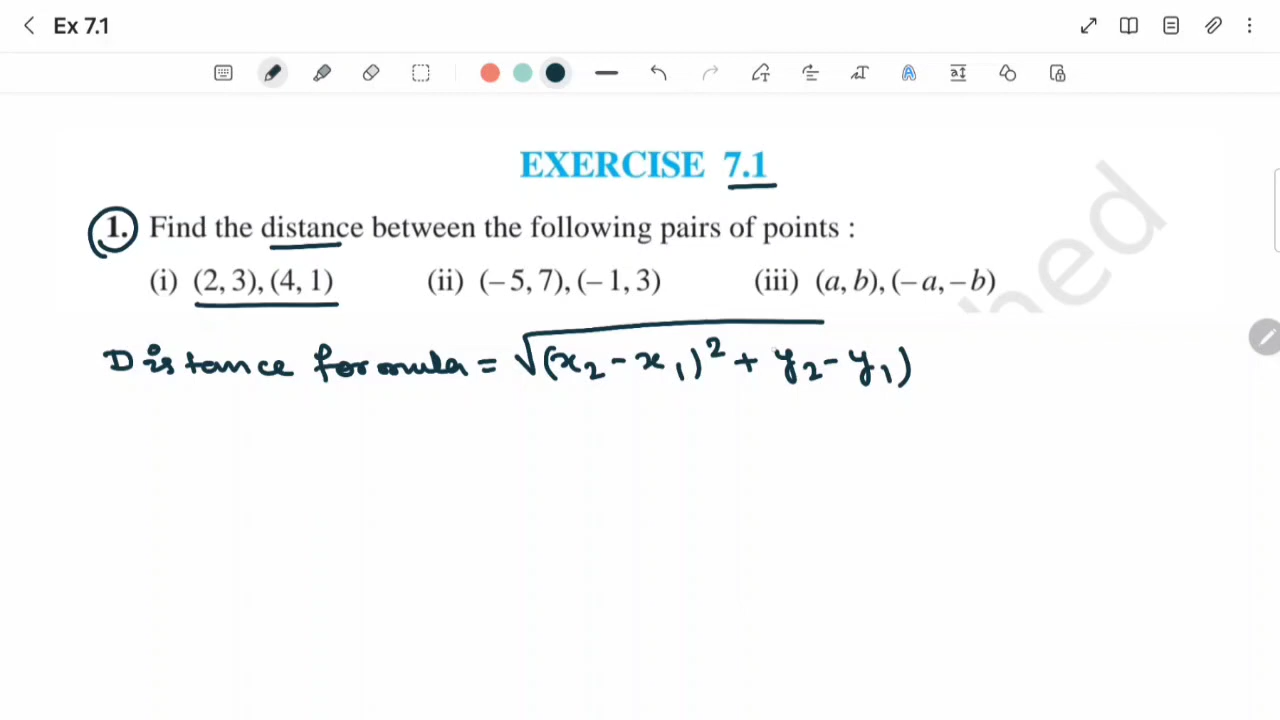 Ex 7.1
EXERCISE 7.1
1. Find the distance between the following pairs of points :
(i) (2, 3), (4, 1) (ii) (– 5, 7), (– 1, 3) (iii) (a, b), (– a, – b)
Distance formula = √(x₂ - x₁)² + y₂ - y₁)